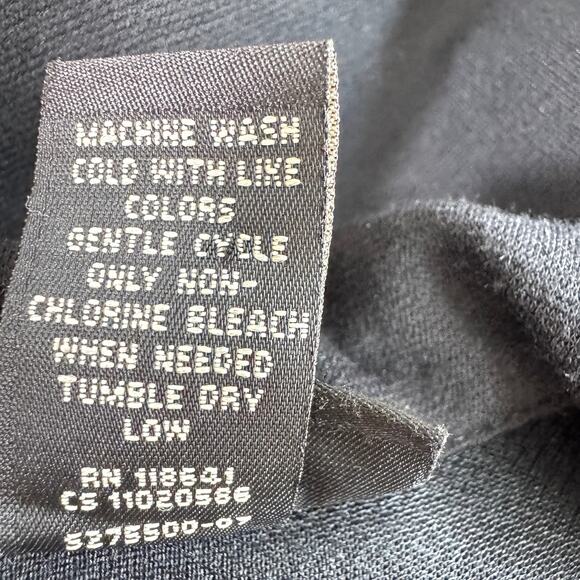 MACHINE WASH
COLD WITH LIKE
COLORS
GENTLE CYCLE
ONLY NON-
CHLORINE BLEACH
WHEN NEEDED
TUMBLE DRY
LOW
RN 118641
CS 11020586